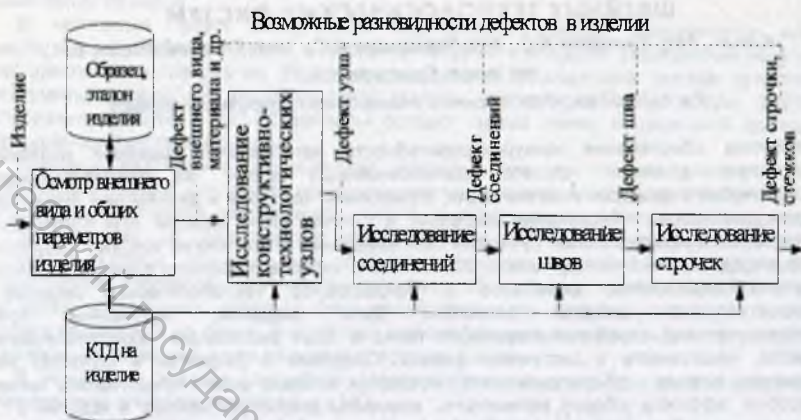 Возможные разновидности дефектов в изделии
Изделие
Образец,
эталон
изделия
Дефект
внешнего вида,
материала и др.
Дефект узла
Дефект
соединений
Дефект шва
Дефект строчки,
стежков
Осмотр внешнего
вида и общих
параметров
изделия
Исследование
конструктивно-
технологических
узлов
Исследование
соединений
Исследование
швов
Исследование
строчек
КТД на
изделие